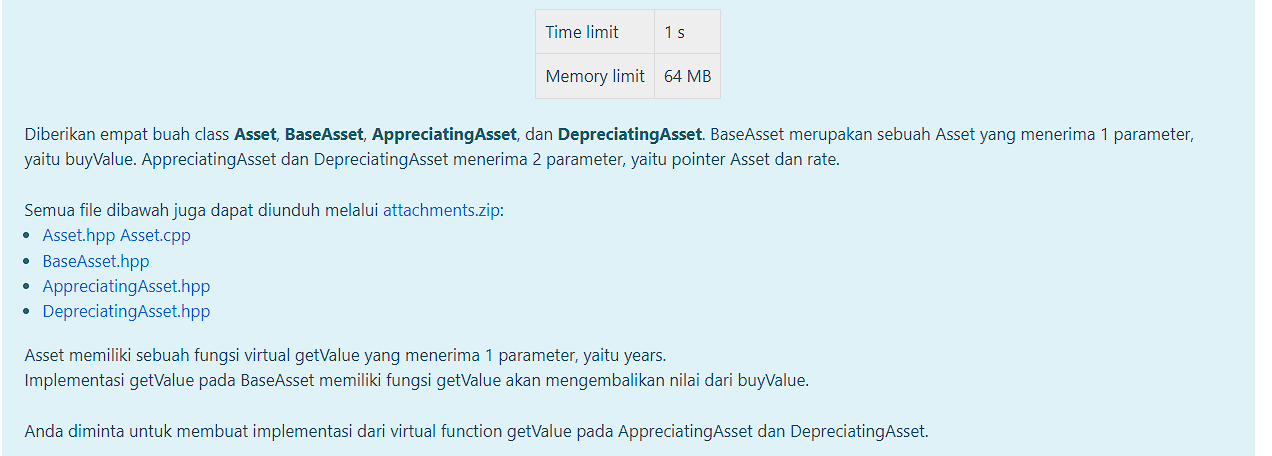 Time limit 1 s
Memory limit 64 MB
Diberikan empat buah class Asset, BaseAsset, AppreciatingAsset, dan DepreciatingAsset. BaseAsset merupakan sebuah Asset yang menerima 1 parameter,
yaitu buyValue. AppreciatingAsset dan DepreciatingAsset menerima 2 parameter, yaitu pointer Asset dan rate.
Semua file dibawah juga dapat diunduh melalui attachments.zip:
• Asset.hpp Asset.cpp
• BaseAsset.hpp
• AppreciatingAsset.hpp
• DepreciatingAsset.hpp
Asset memiliki sebuah fungsi virtual getValue yang menerima 1 parameter, yaitu years.
Implementasi getValue pada BaseAsset memiliki fungsi getValue akan mengembalikan nilai dari buyValue.
Anda diminta untuk membuat implementasi dari virtual function getValue pada AppreciatingAsset dan DepreciatingAsset.